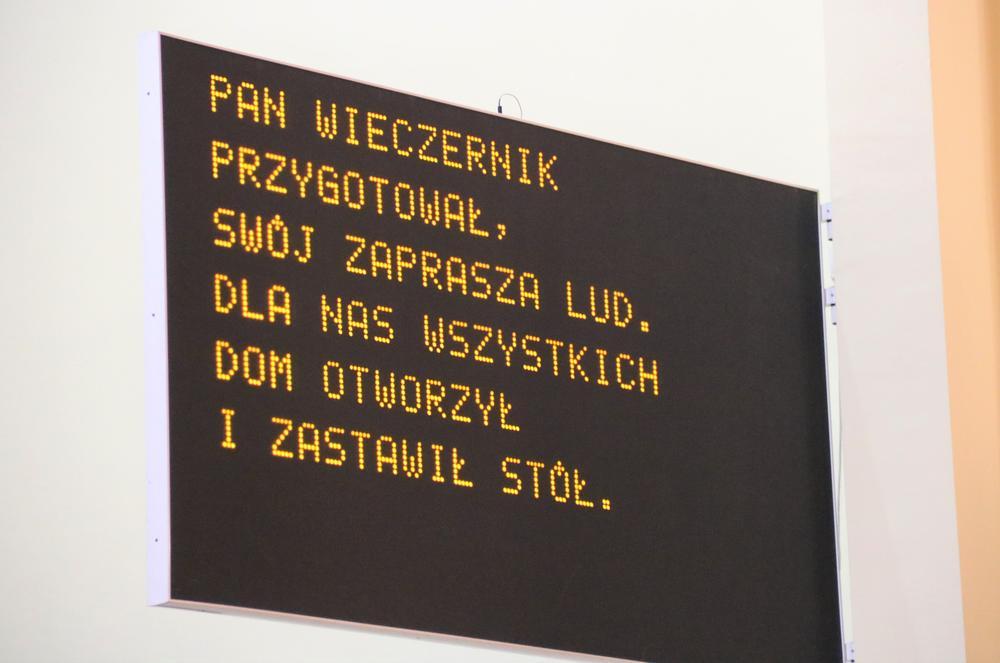 PAN WIECZERNIK
PRZYGOTOWAŁ,
SWÓJ ZAPRASZA LUD.
DLA NAS WSZYSTKICH
DOM OTWORZYŁ
I ZASTAWIŁ STÓŁ.